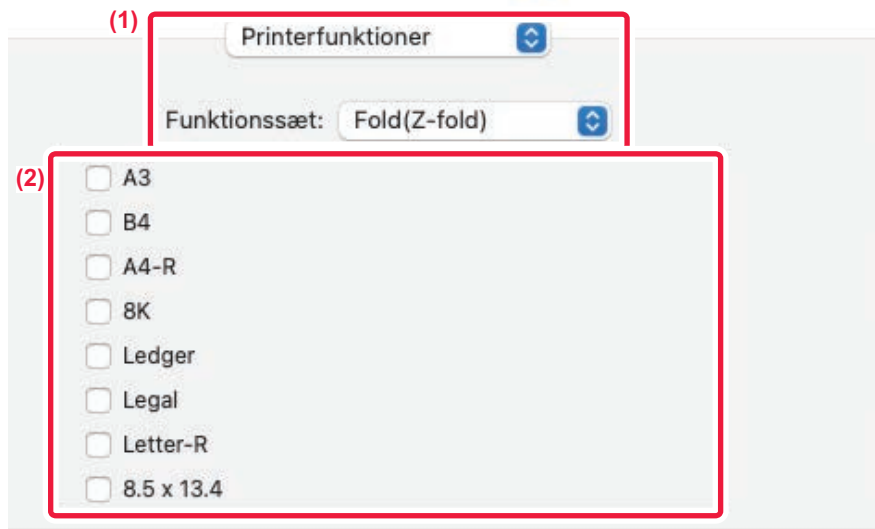 (1)
Printerfunktioner
Funktionssæt: Fold(Z-fold)
(2)
A3
B4
A4-R
8K
Ledger
Legal
Letter-R
8.5 x 13.4